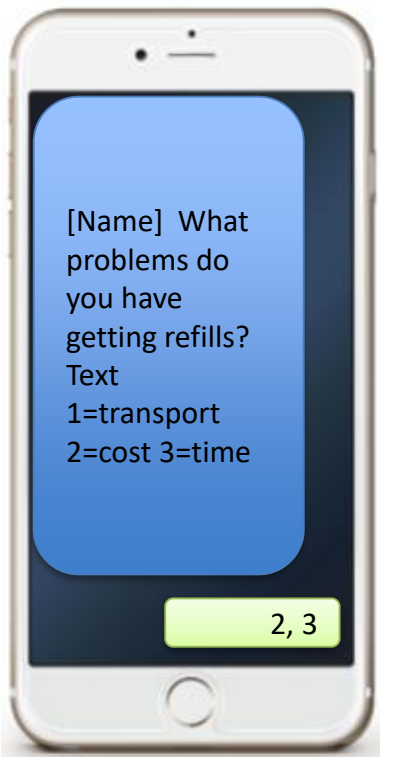 [Name]  What
problems do
you have
getting refills?
Text
1=transport
2=cost 3=time
2, 3